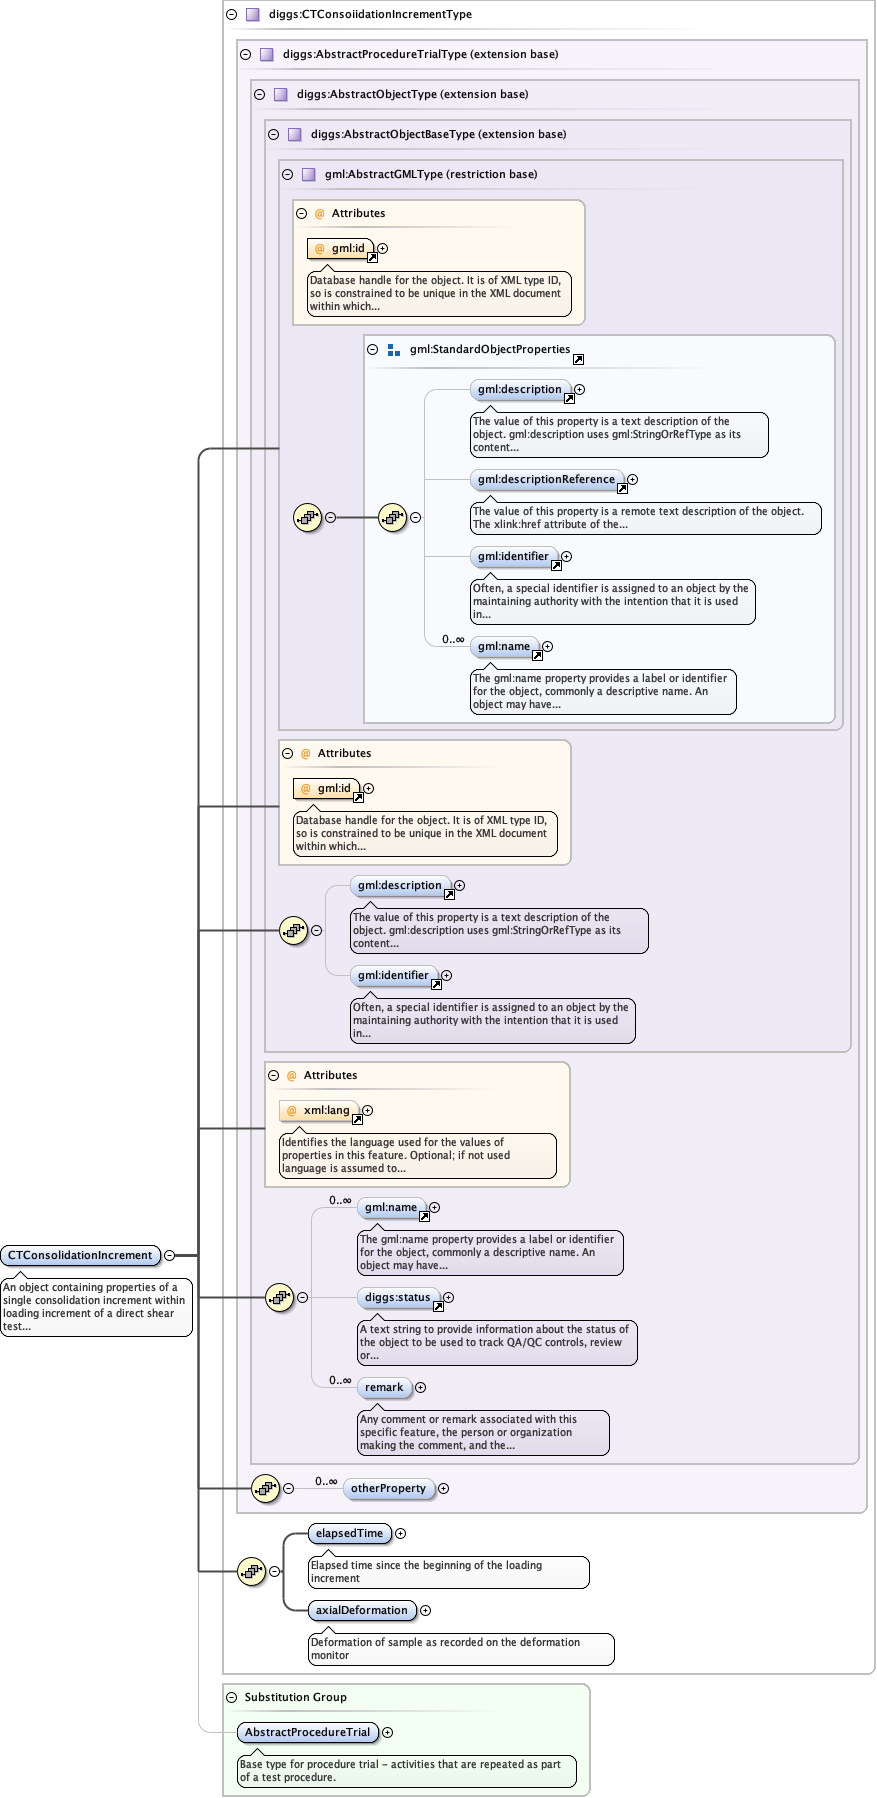 diggs:CTConsoiidationIncrementType
diggs:AbstractProcedureTrialType (extension base)
diggs:AbstractObjectType (extension base)
diggs:AbstractObjectBaseType (extension base)
gml:AbstractGMLType (restriction base)
@ Attributes
@ gml:id
Database handle for the object. It is of XML type ID,
so is constrained to be unique in the XML document
within which...
gml:StandardObjectProperties
gml:description
The value of this property is a text description of the
object. gml:description uses gml:StringOrRefType as its
content...
gml:descriptionReference
The value of this property is a remote text description of the object.
The xlink:href attribute of the...
gml:identifier
Often, a special identifier is assigned to an object by the
maintaining authority with the intention that it is used
in...
0..∞
gml:name
The gml:name property provides a label or identifier
for the object, commonly a descriptive name. An
object may have...
@ Attributes
@ gml:id
Database handle for the object. It is of XML type ID,
so is constrained to be unique in the XML document
within which...
gml:description
The value of this property is a text description of the
object. gml:description uses gml:StringOrRefType as its
content...
gml:identifier
Often, a special identifier is assigned to an object by the
maintaining authority with the intention that it is used
in...
@ Attributes
@ xml:lang
Identifies the language used for the values of
properties in this feature. Optional; if not used
language is assumed to...
0..∞
gml:name
The gml:name property provides a label or identifier
for the object, commonly a descriptive name. An
object may have...
CTConsolidationIncrement
An object containing properties of a
single consolidation increment within
loading increment of a direct shear
test...
diggs:status
A text string to provide information about the status of
the object to be used to track QA/QC controls, review
or...
0..∞
remark
Any comment or remark associated with this
specific feature, the person or organization
making the comment, and the...
0..∞
otherProperty
elapsedTime
Elapsed time since the beginning of the loading
increment
axialDeformation
Deformation of sample as recorded on the deformation
monitor
Substitution Group
AbstractProcedureTrial
Base type for procedure trial - activities that are repeated as part
of a test procedure.